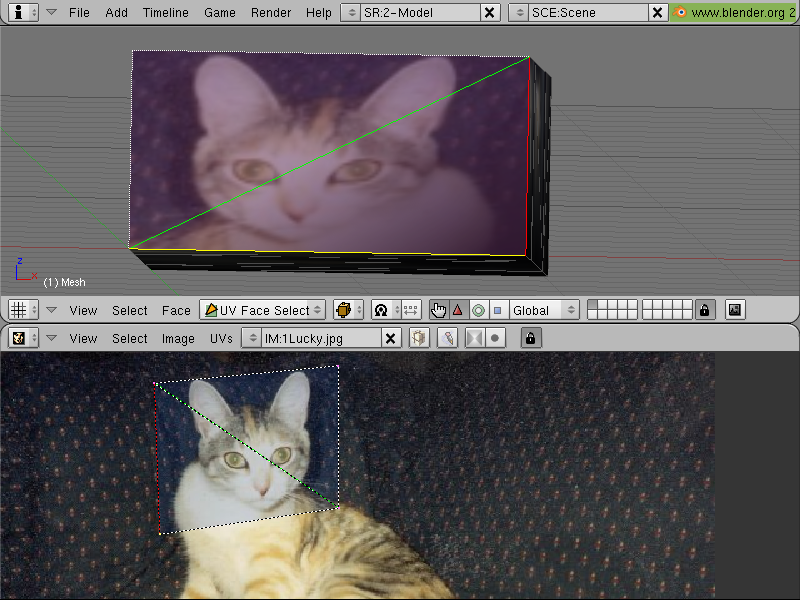 File Add Timeline Game Render Help SR:2-Model SCE:Scene www.blender.org 2
z
x
(1) Mesh
View Select Face UV Face Select Global
View Select Image UVs IM:1Lucky.jpg